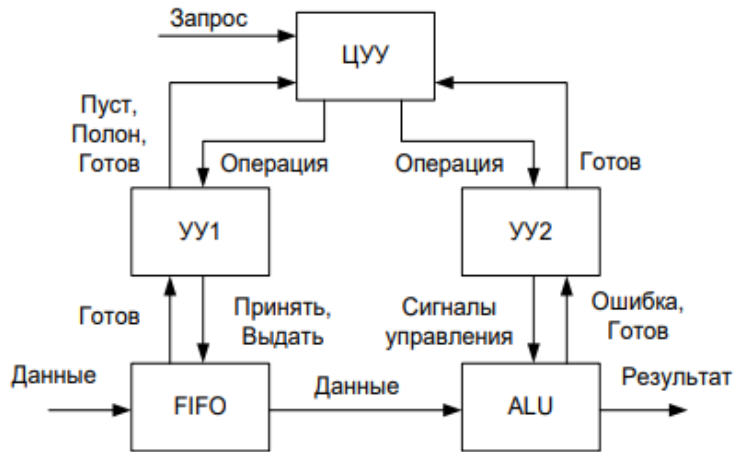 Запрос
ЦУУ
Пуст,
Полон,
Готов
Операция
Операция
Готов
УУ1
УУ2
Готов
Принять,
Выдать
Сигналы
управления
Ошибка,
Готов
Данные
FIFO
Данные
ALU
Результат